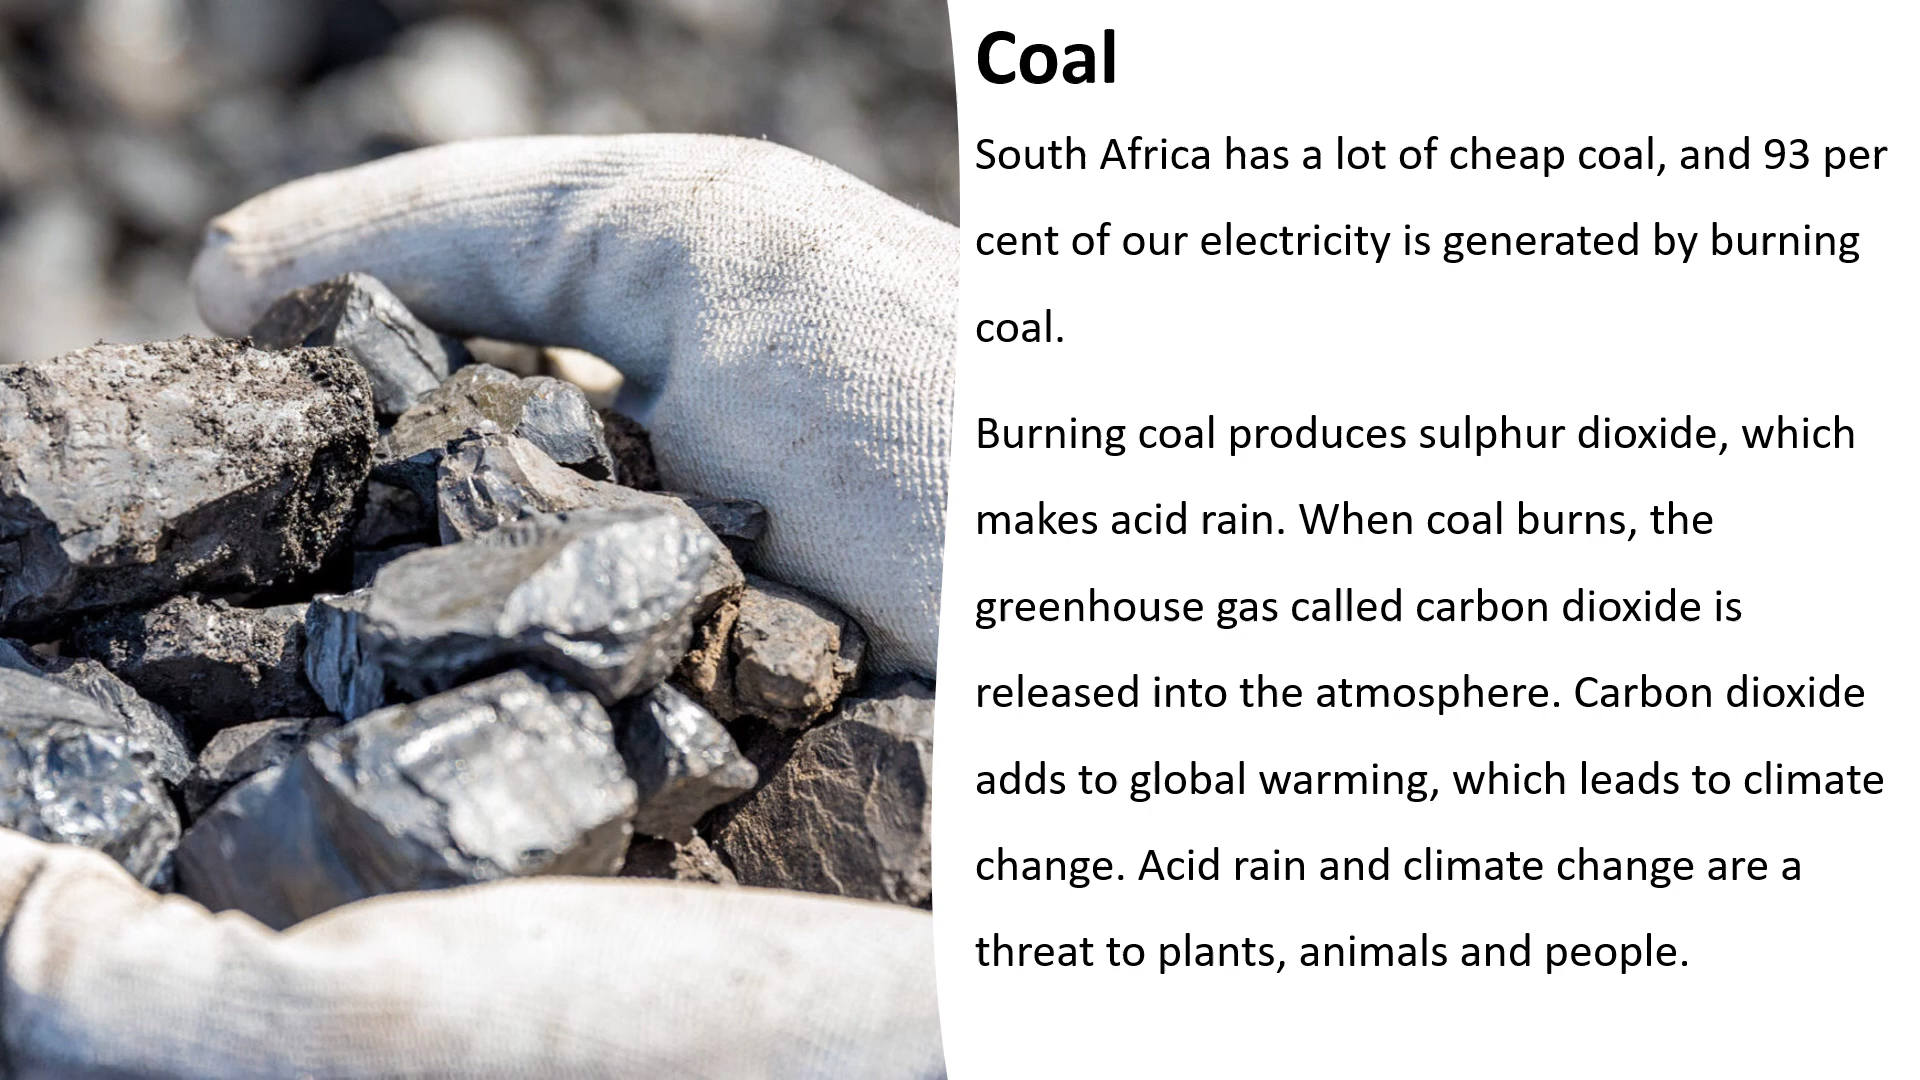 Coal
South Africa has a lot of cheap coal, and 93 per
cent of our electricity is generated by burning
coal.
Burning coal produces sulphur dioxide, which
makes acid rain. When coal burns, the
greenhouse gas called carbon dioxide is
released into the atmosphere. Carbon dioxide
adds to global warming, which leads to climate
change. Acid rain and climate change are a
threat to plants, animals and people.